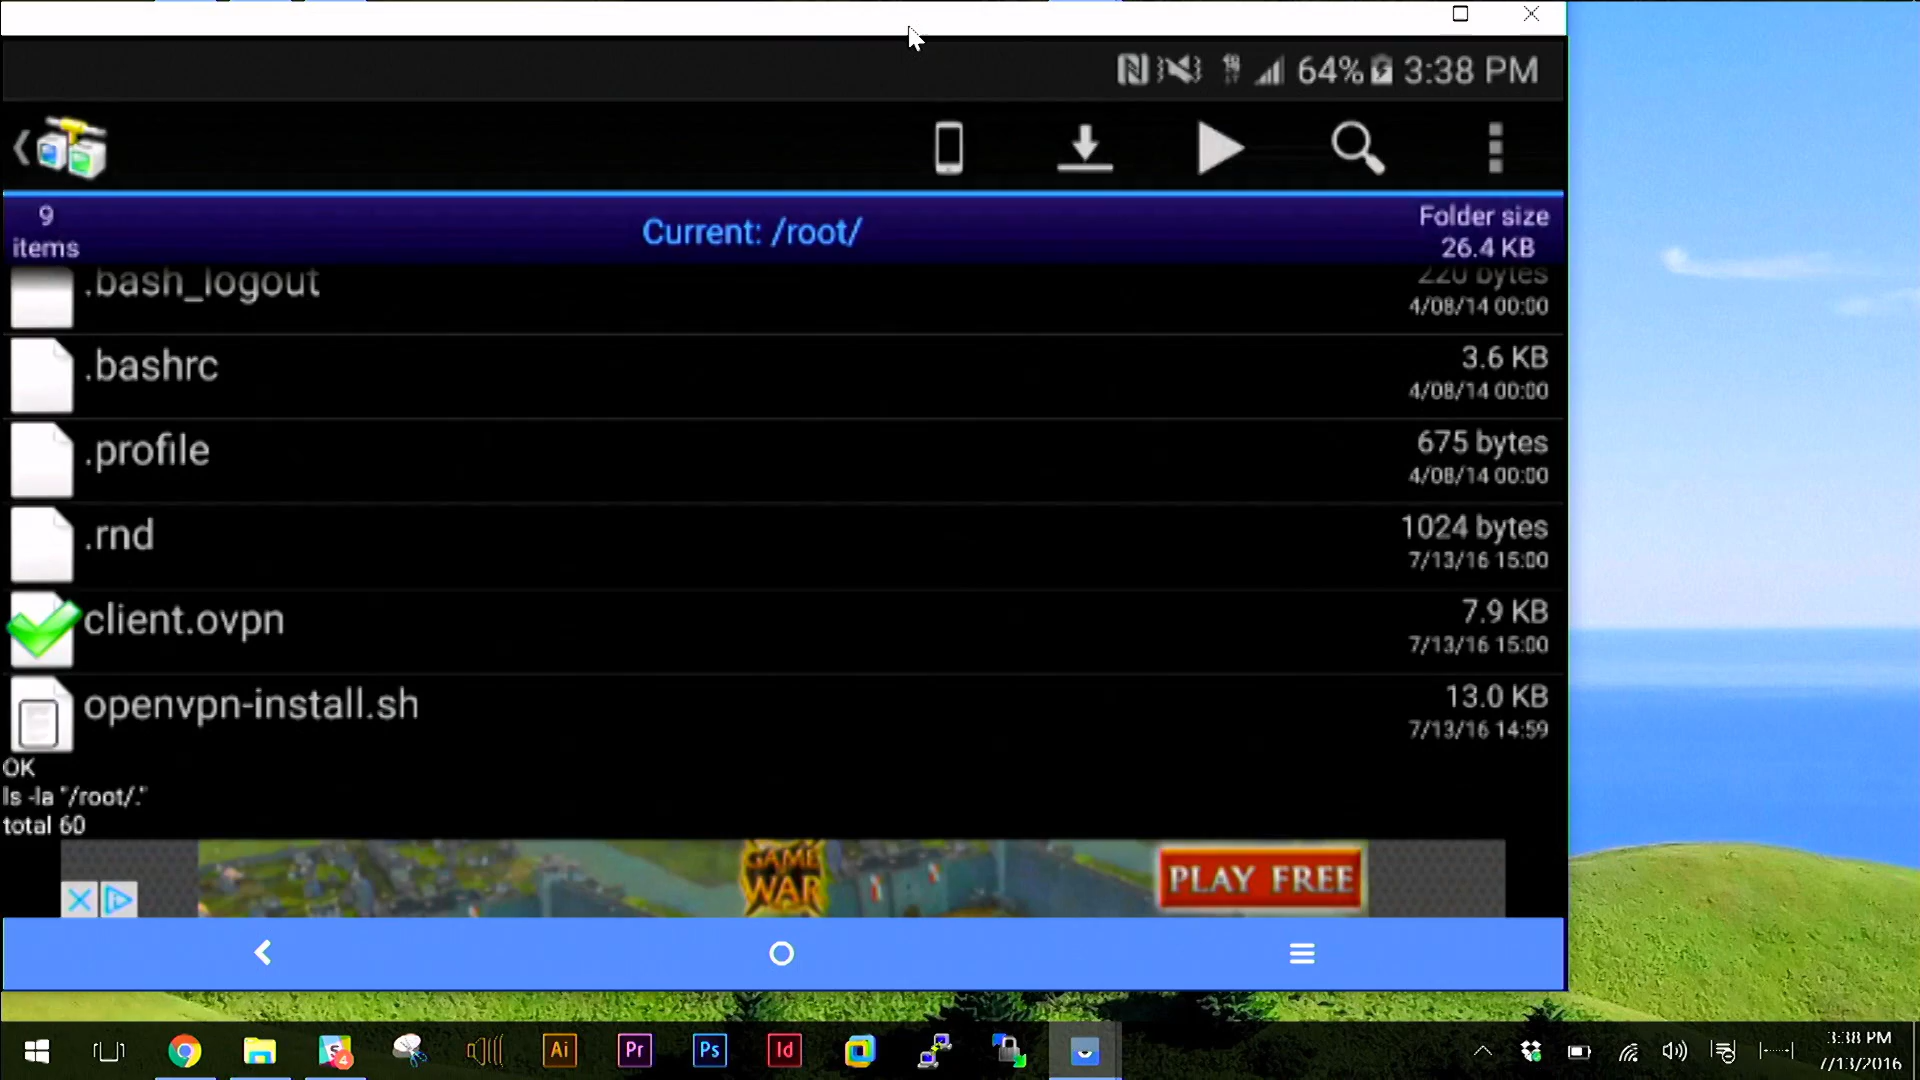 64% 3:38 PM
9
items
Current: /root/
Folder size
26.4 KB
.bash_logout
220 bytes
4/08/14 00:00
.bashrc
3.6 KB
4/08/14 00:00
.profile
675 bytes
4/08/14 00:00
.rnd
1024 bytes
7/13/16 15:00
client.ovpn
7.9 KB
7/13/16 15:00
openvpn-install.sh
13.0 KB
7/13/16 14:59
OK
ls -la "/root/."
total 60
GAME
WAR
PLAY FREE
S
4
Ai
Pr
Ps
Id
3:38 PM
7/13/2016